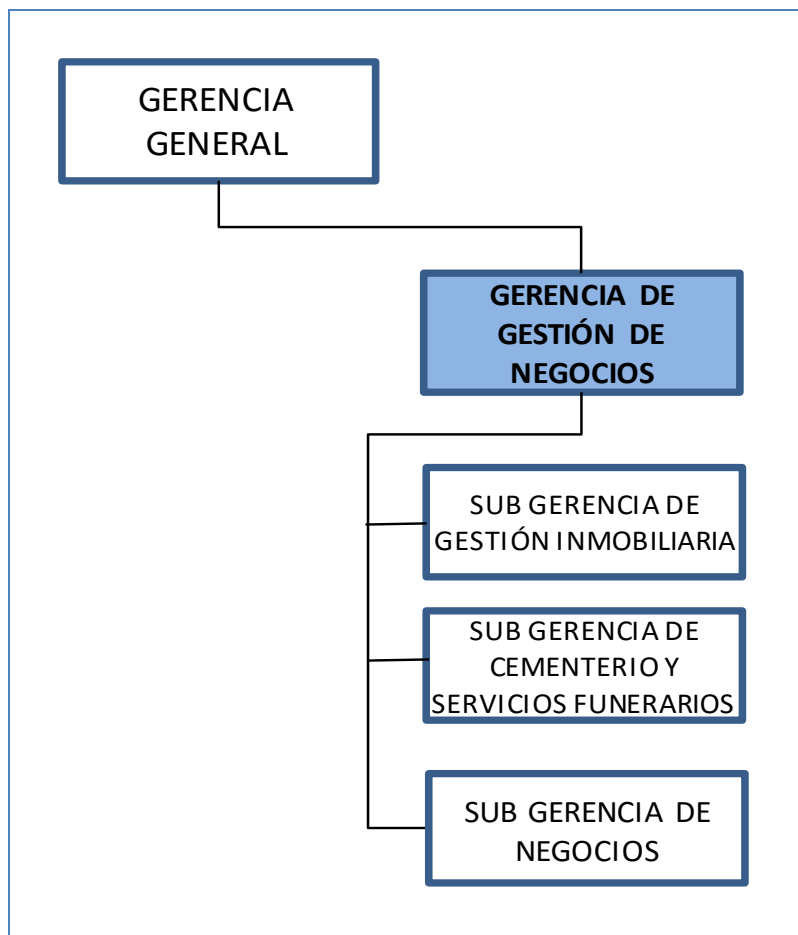 GERENCIA
GENERAL
GERENCIA DE
GESTIÓN DE
NEGOCIOS
SUB GERENCIA DE
GESTIÓN INMOBILIARIA
SUB GERENCIA DE
CEMENTERIO Y
SERVICIOS FUNERARIOS
SUB GERENCIA DE
NEGOCIOS